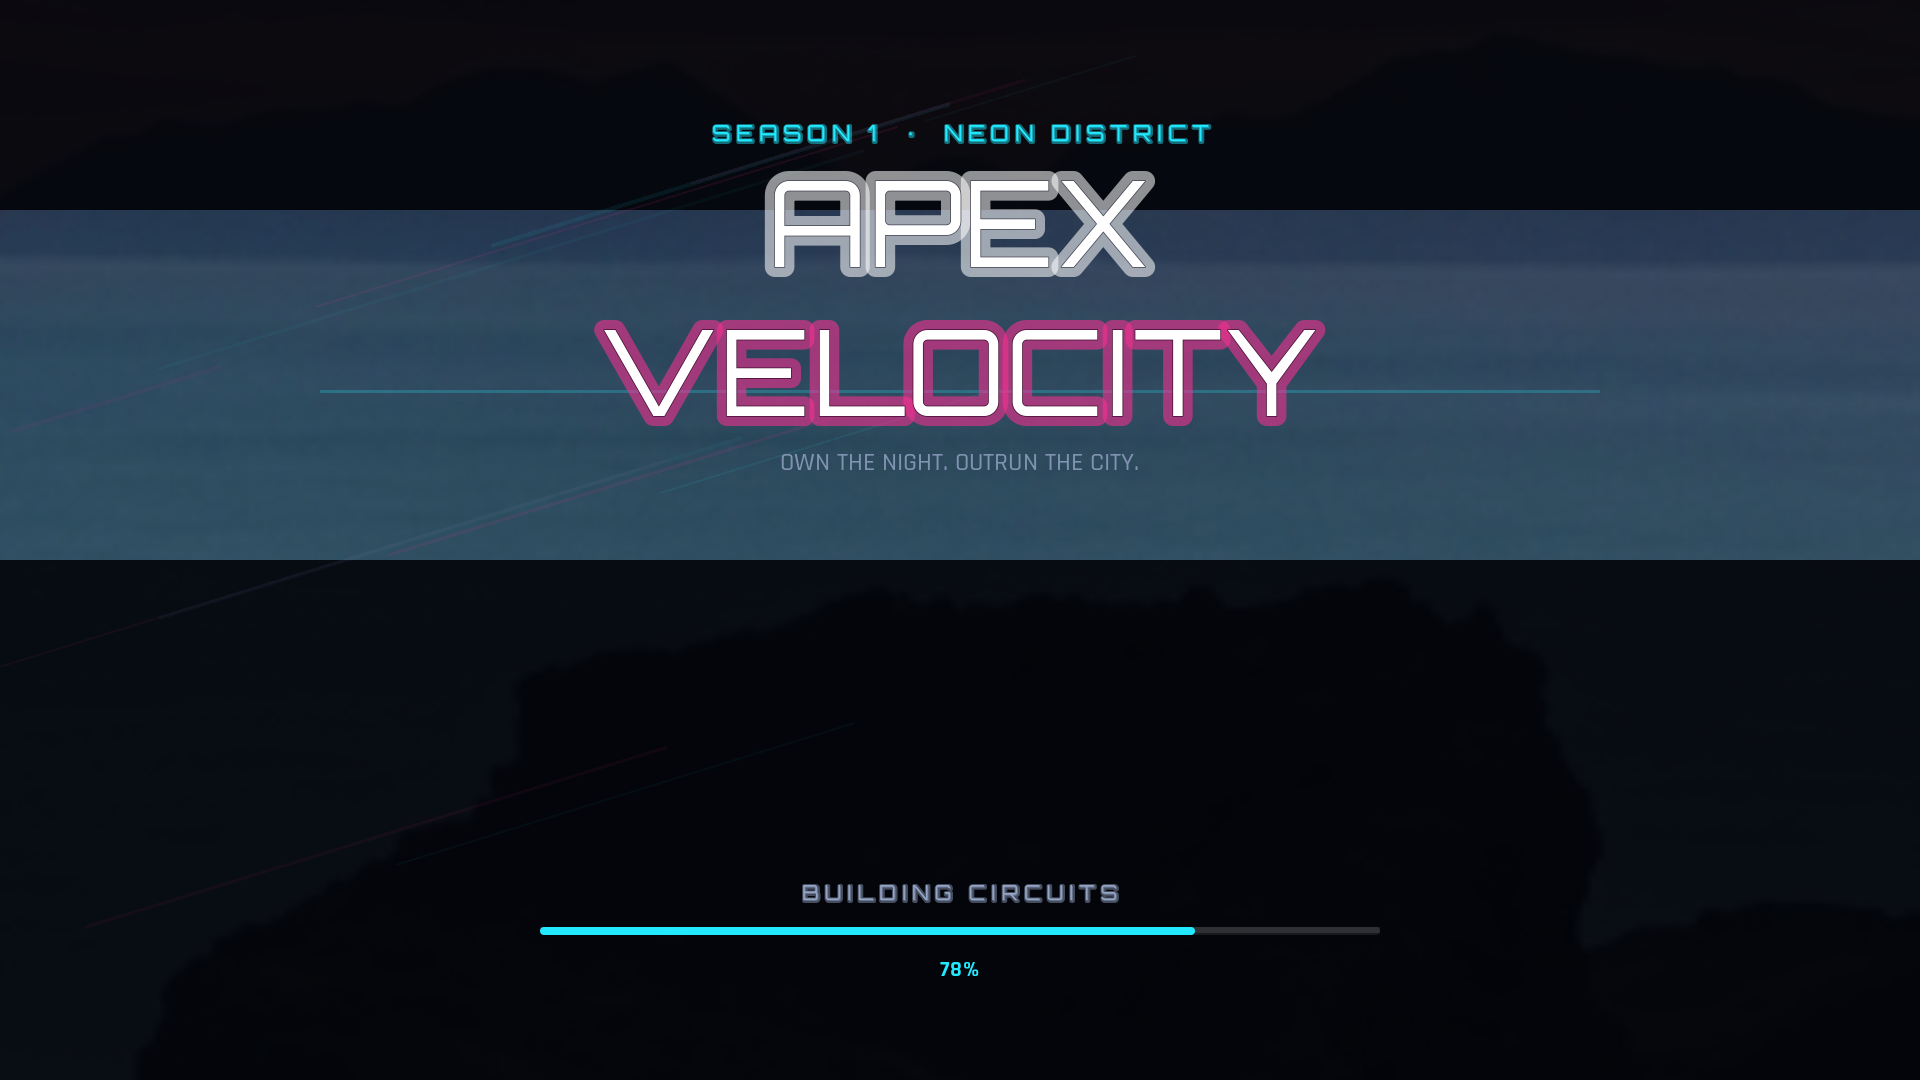 SEASON 1 · NEON DISTRICT
APEX
VELOCITY
OWN THE NIGHT. OUTRUN THE CITY.
BUILDING CIRCUITS
78%